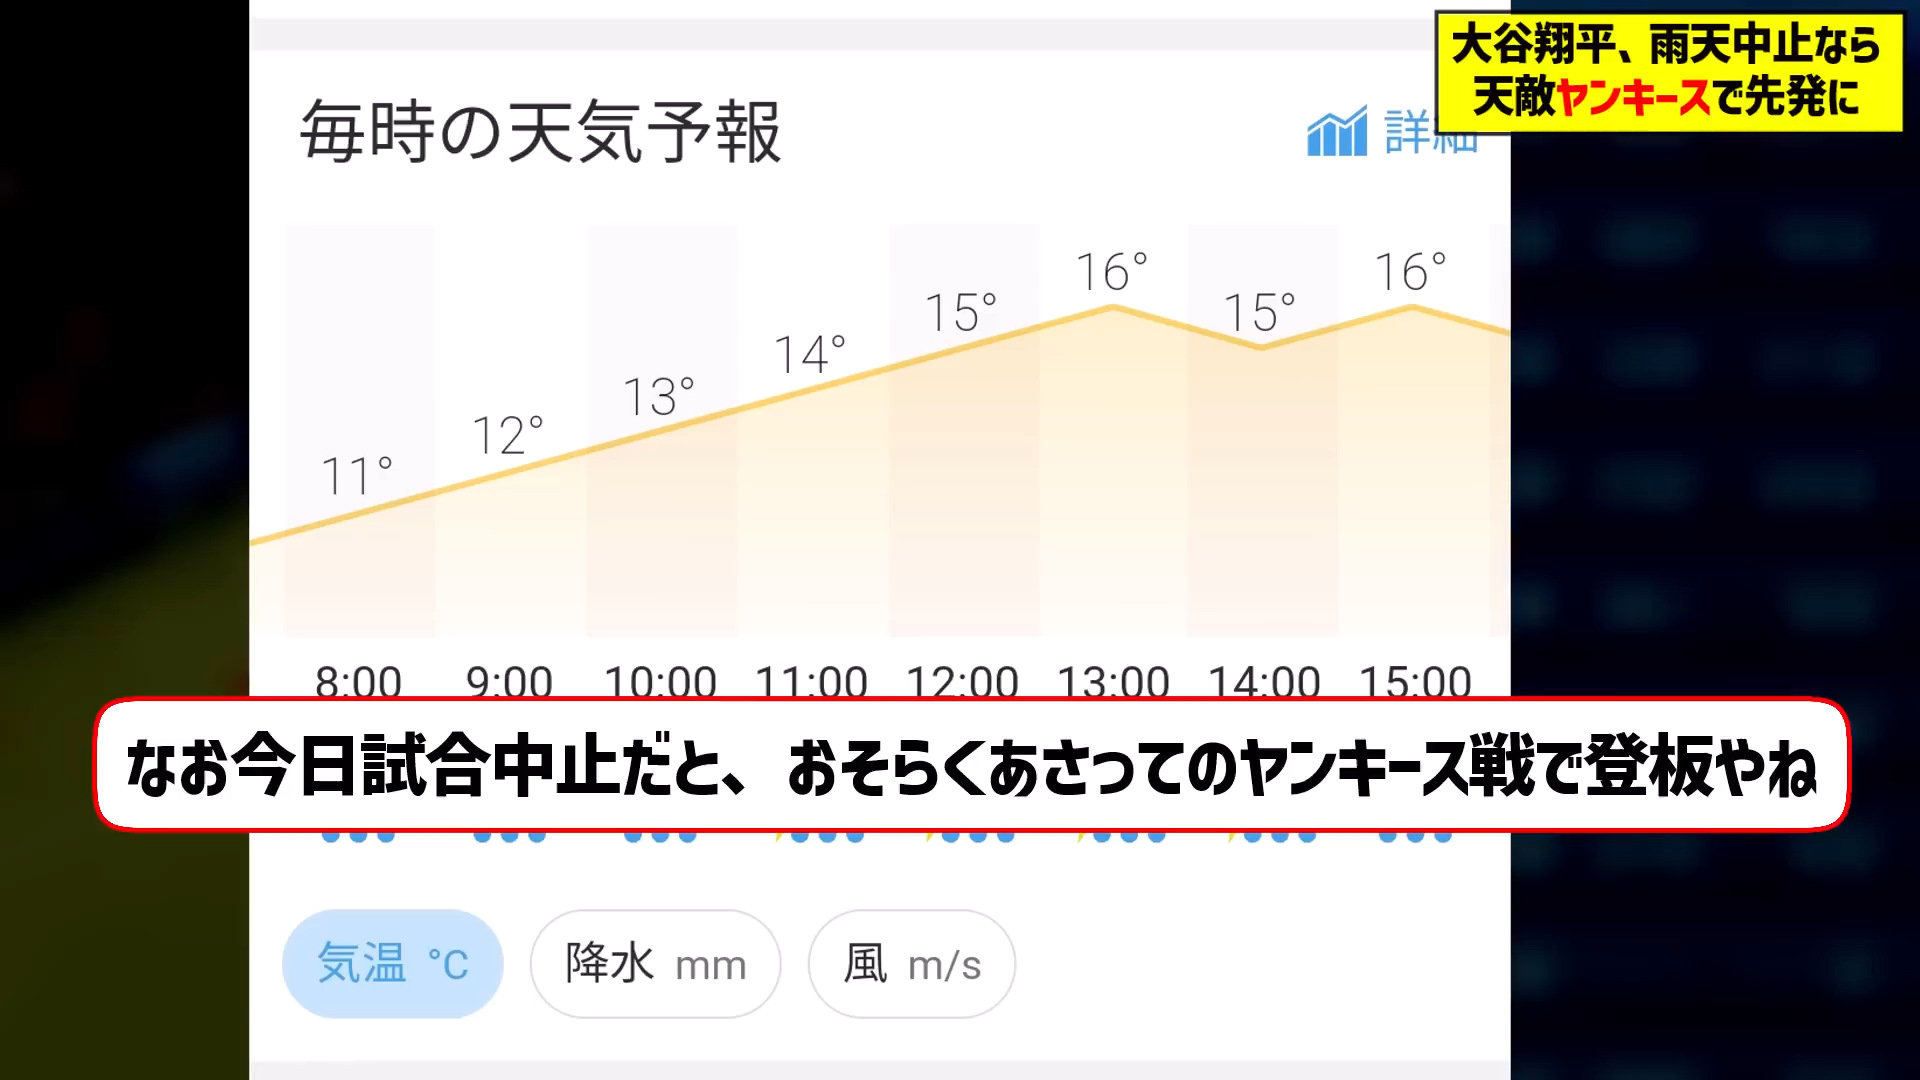 大谷翔平、雨天中止なら
天敵ヤンキースで先発に
毎時の天気予報
詳細
11° 12° 13° 14° 15° 16° 15° 16°
8:00 9:00 10:00 11:00 12:00 13:00 14:00 15:00
なお今日試合中止だと、おそらくあさってのヤンキース戦で登板やね
気温 °C 降水 mm 風 m/s